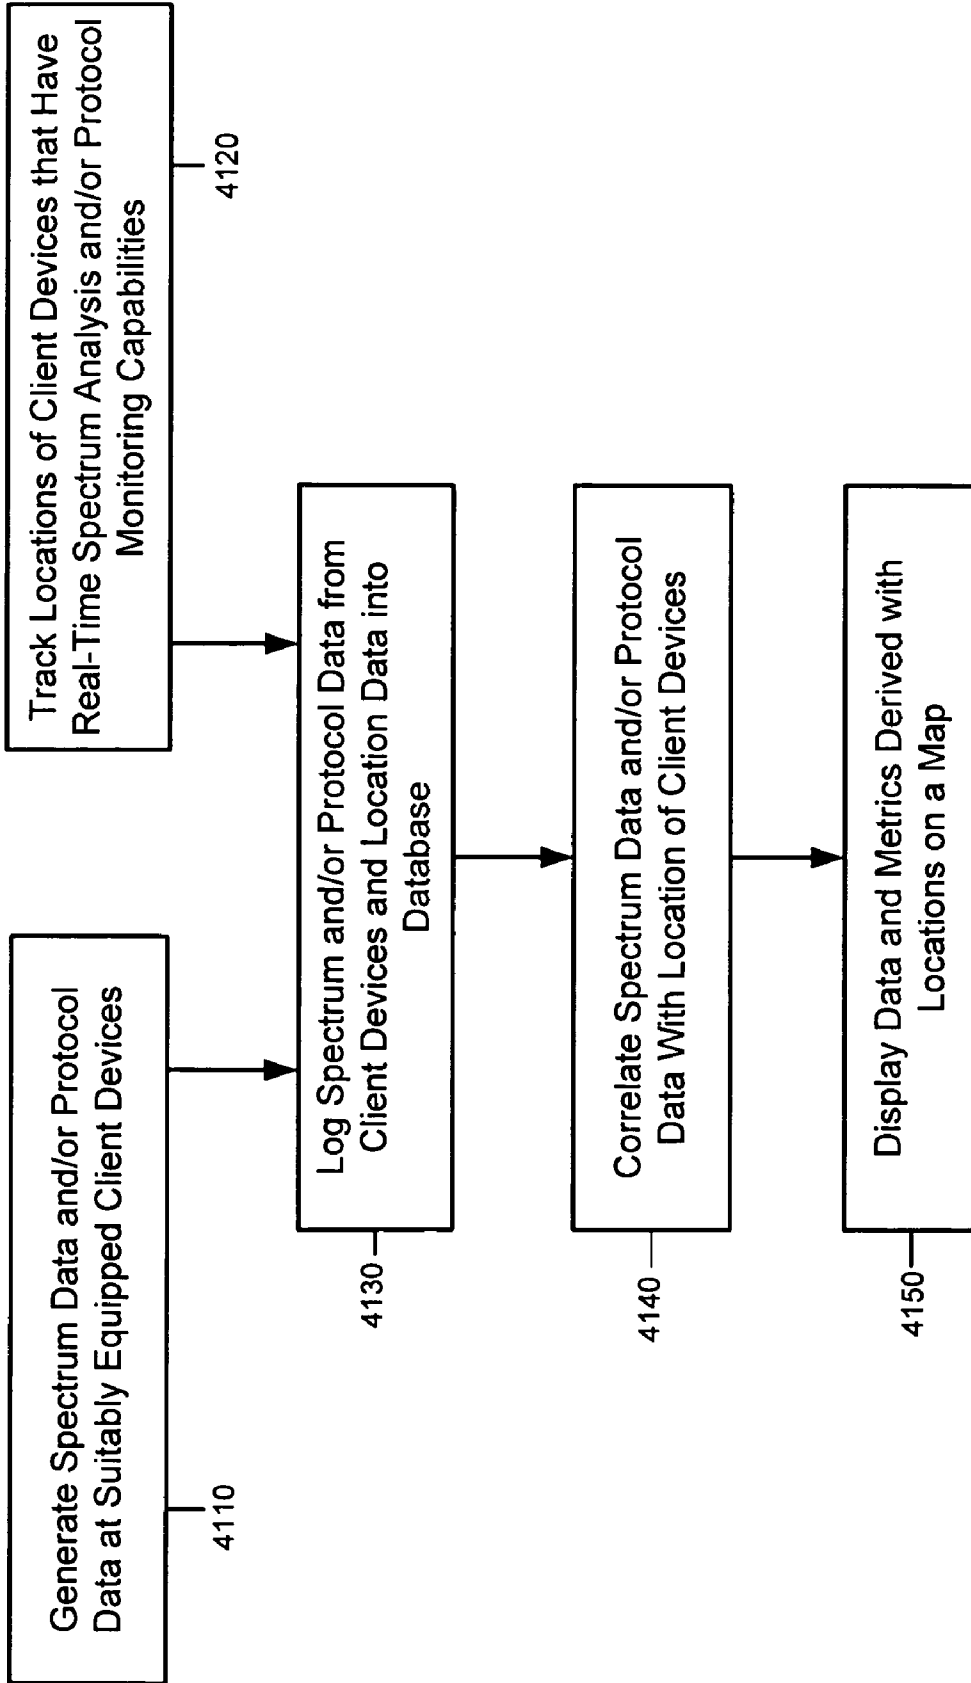 Generate Spectrum Data and/or Protocol
Data at Suitably Equipped Client Devices
4110
Track Locations of Client Devices that Have
Real-Time Spectrum Analysis and/or Protocol
Monitoring Capabilities
4120
Log Spectrum and/or Protocol Data from
Client Devices and Location Data into
Database
4130
Correlate Spectrum Data and/or Protocol
Data With Location of Client Devices
4140
Display Data and Metrics Derived with
Locations on a Map
4150